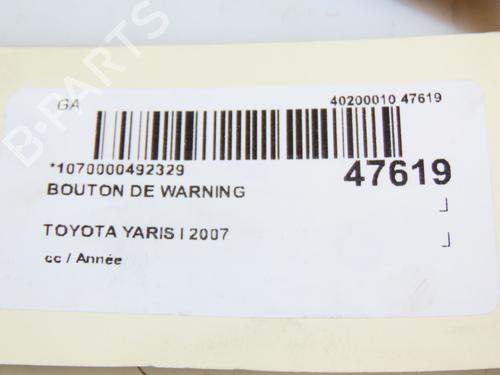 GA
40200010 47619
*1070000492329
47619
BOUTON DE WARNING
TOYOTA YARIS I 2007
cc / Année
B-PARTS